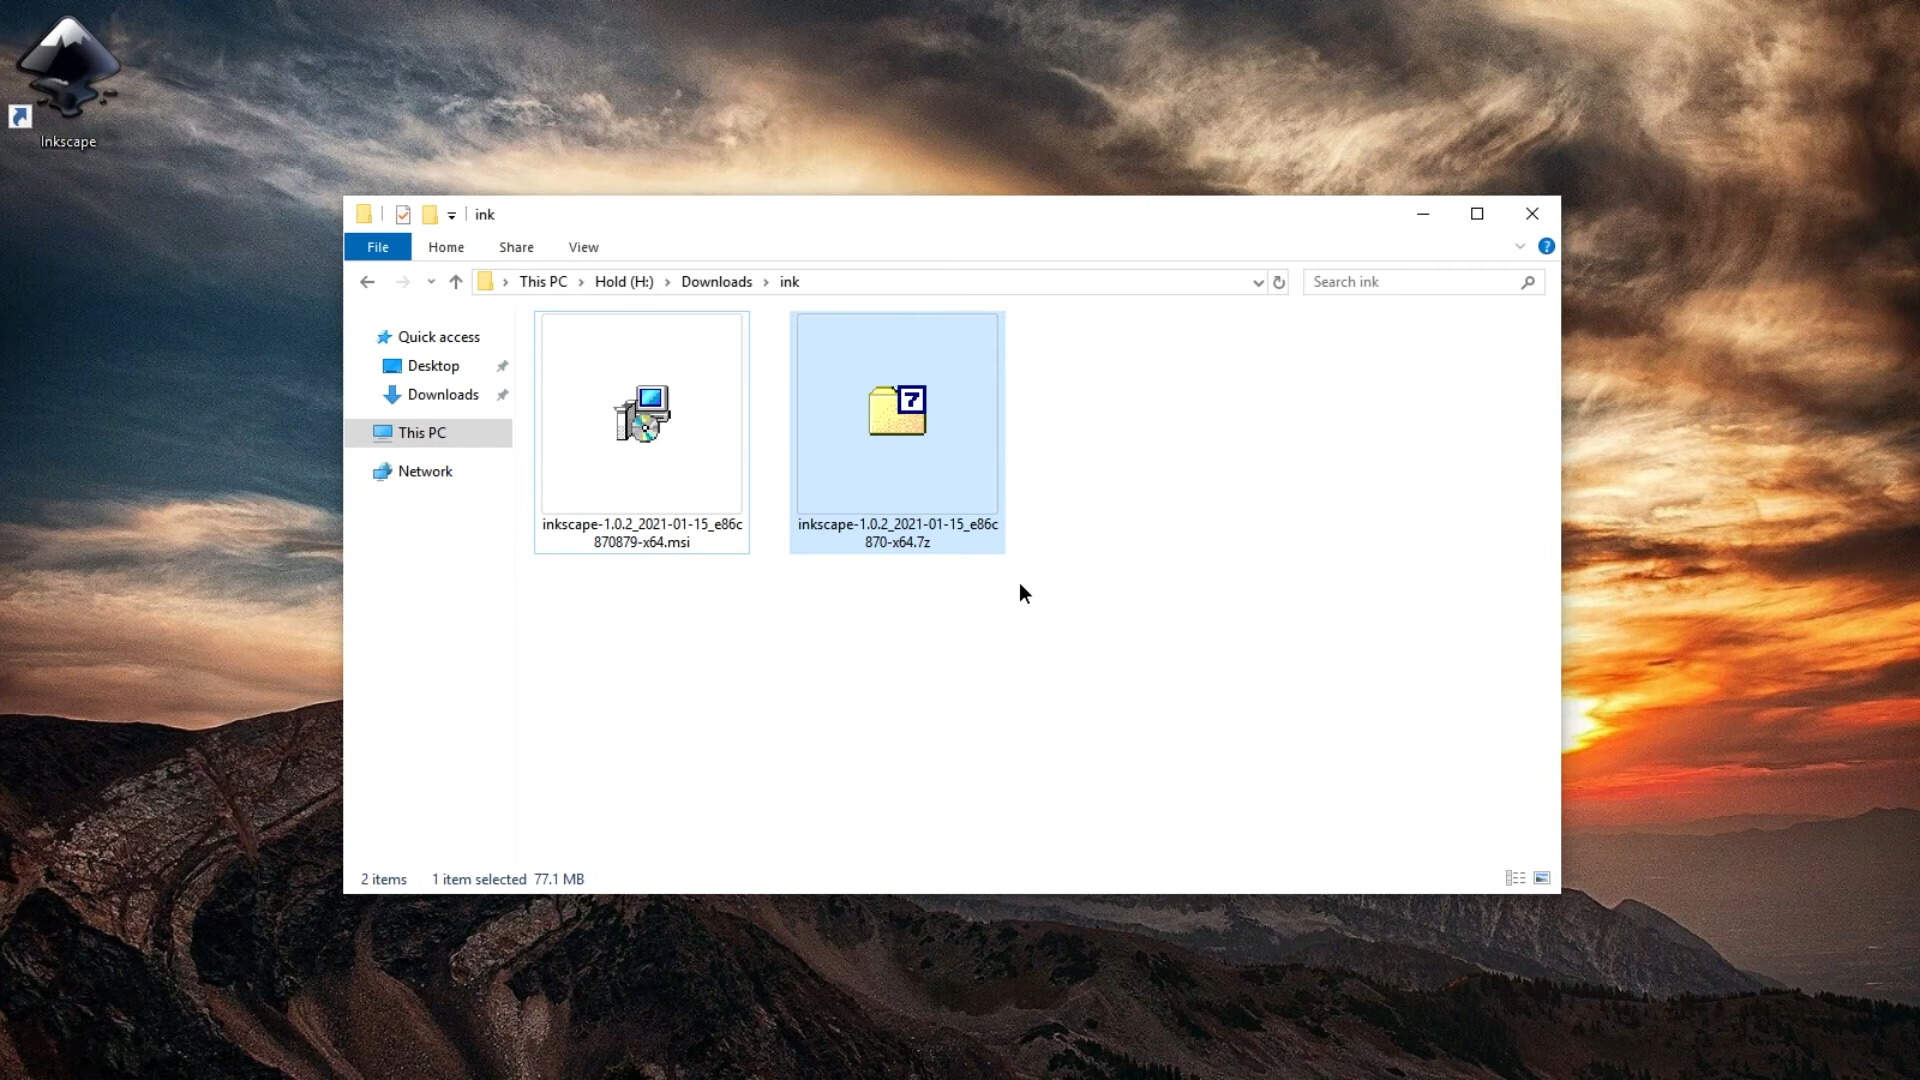 Inkscape
ink
File Home Share View
This PC Hold (H:) Downloads ink
Search ink
Quick access
Desktop
Downloads
This PC
Network
7
inkscape-1.0.2_2021-01-15_e86c
870879-x64.msi
inkscape-1.0.2_2021-01-15_e86c
870-x64.7z
2 items 1 item selected 77.1 MB